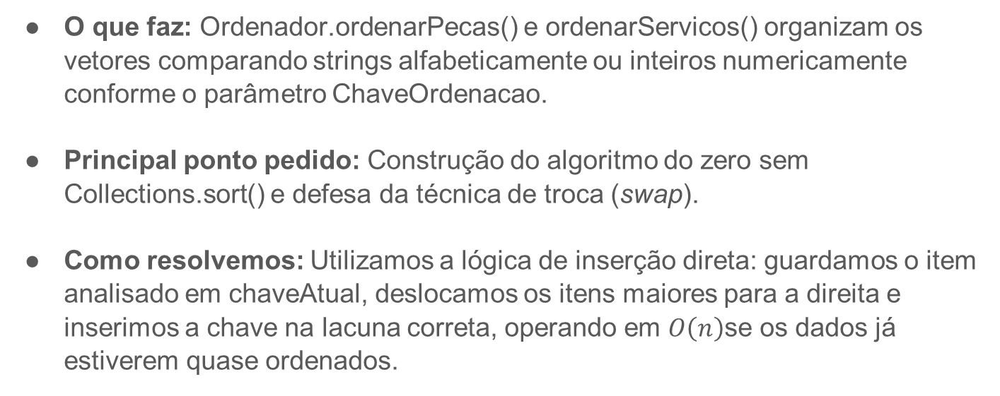 ● O que faz: Ordenador.ordenarPecas() e ordenarServicos() organizam os
vetores comparando strings alfabeticamente ou inteiros numericamente
conforme o parâmetro ChaveOrdenacao.
● Principal ponto pedido: Construção do algoritmo do zero sem
Collections.sort() e defesa da técnica de troca (swap).
● Como resolvemos: Utilizamos a lógica de inserção direta: guardamos o item
analisado em chaveAtual, deslocamos os itens maiores para a direita e
inserimos a chave na lacuna correta, operando em O(n)se os dados já
estiverem quase ordenados.